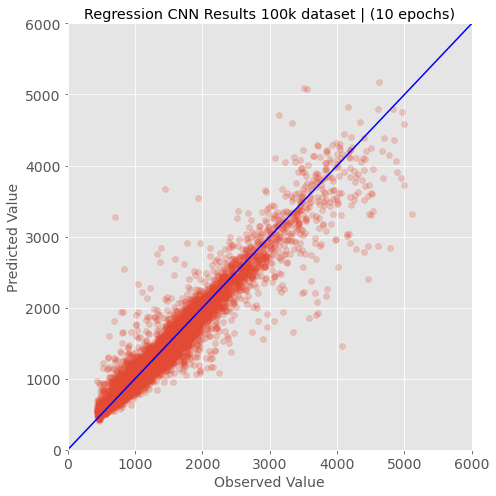 Regression CNN Results 100k dataset | (10 epochs)
6000
5000
4000
3000
2000
1000
0
Predicted Value
0 1000 2000 3000 4000 5000 6000
Observed Value